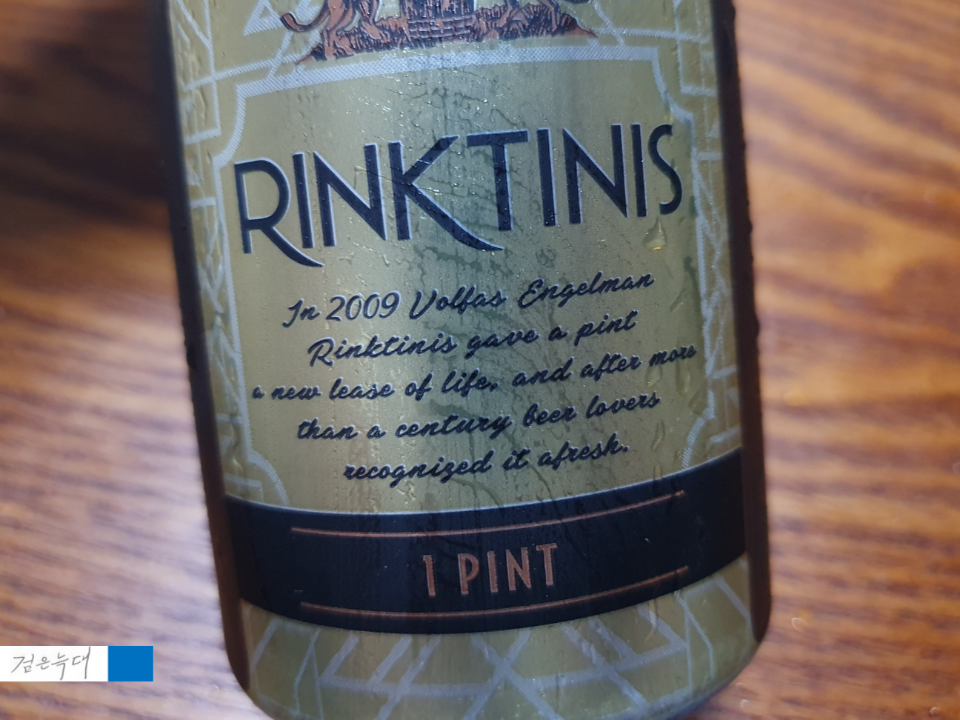 RINKTINIS
In 2009 Volfas Engelman
Rinktinis gave a pint
a new lease of life, and after more
than a century beer lovers
recognized it afresh.
1 PINT
검은늑대